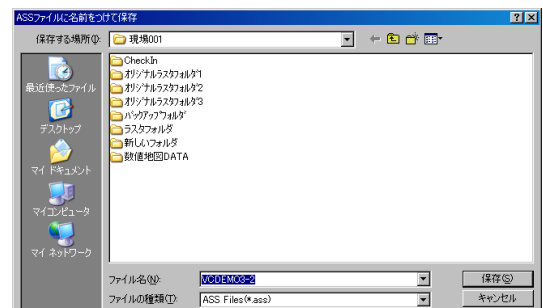 ASSファイルに名前をつけて保存
保存する場所(I): 現場001
最近使ったファイル
デスクトップ
マイ ドキュメント
マイコンピュータ
マイ ネットワーク
CheckIn
オリジナルラスタフォルダ1
オリジナルラスタフォルダ2
オリジナルラスタフォルダ3
バックアップフォルダ
ラスタフォルダ
新しいフォルダ
数値地図DATA
ファイル名(N): VCDEMO3-2 保存(S)
ファイルの種類(T): ASS Files(*.ass) キャンセル